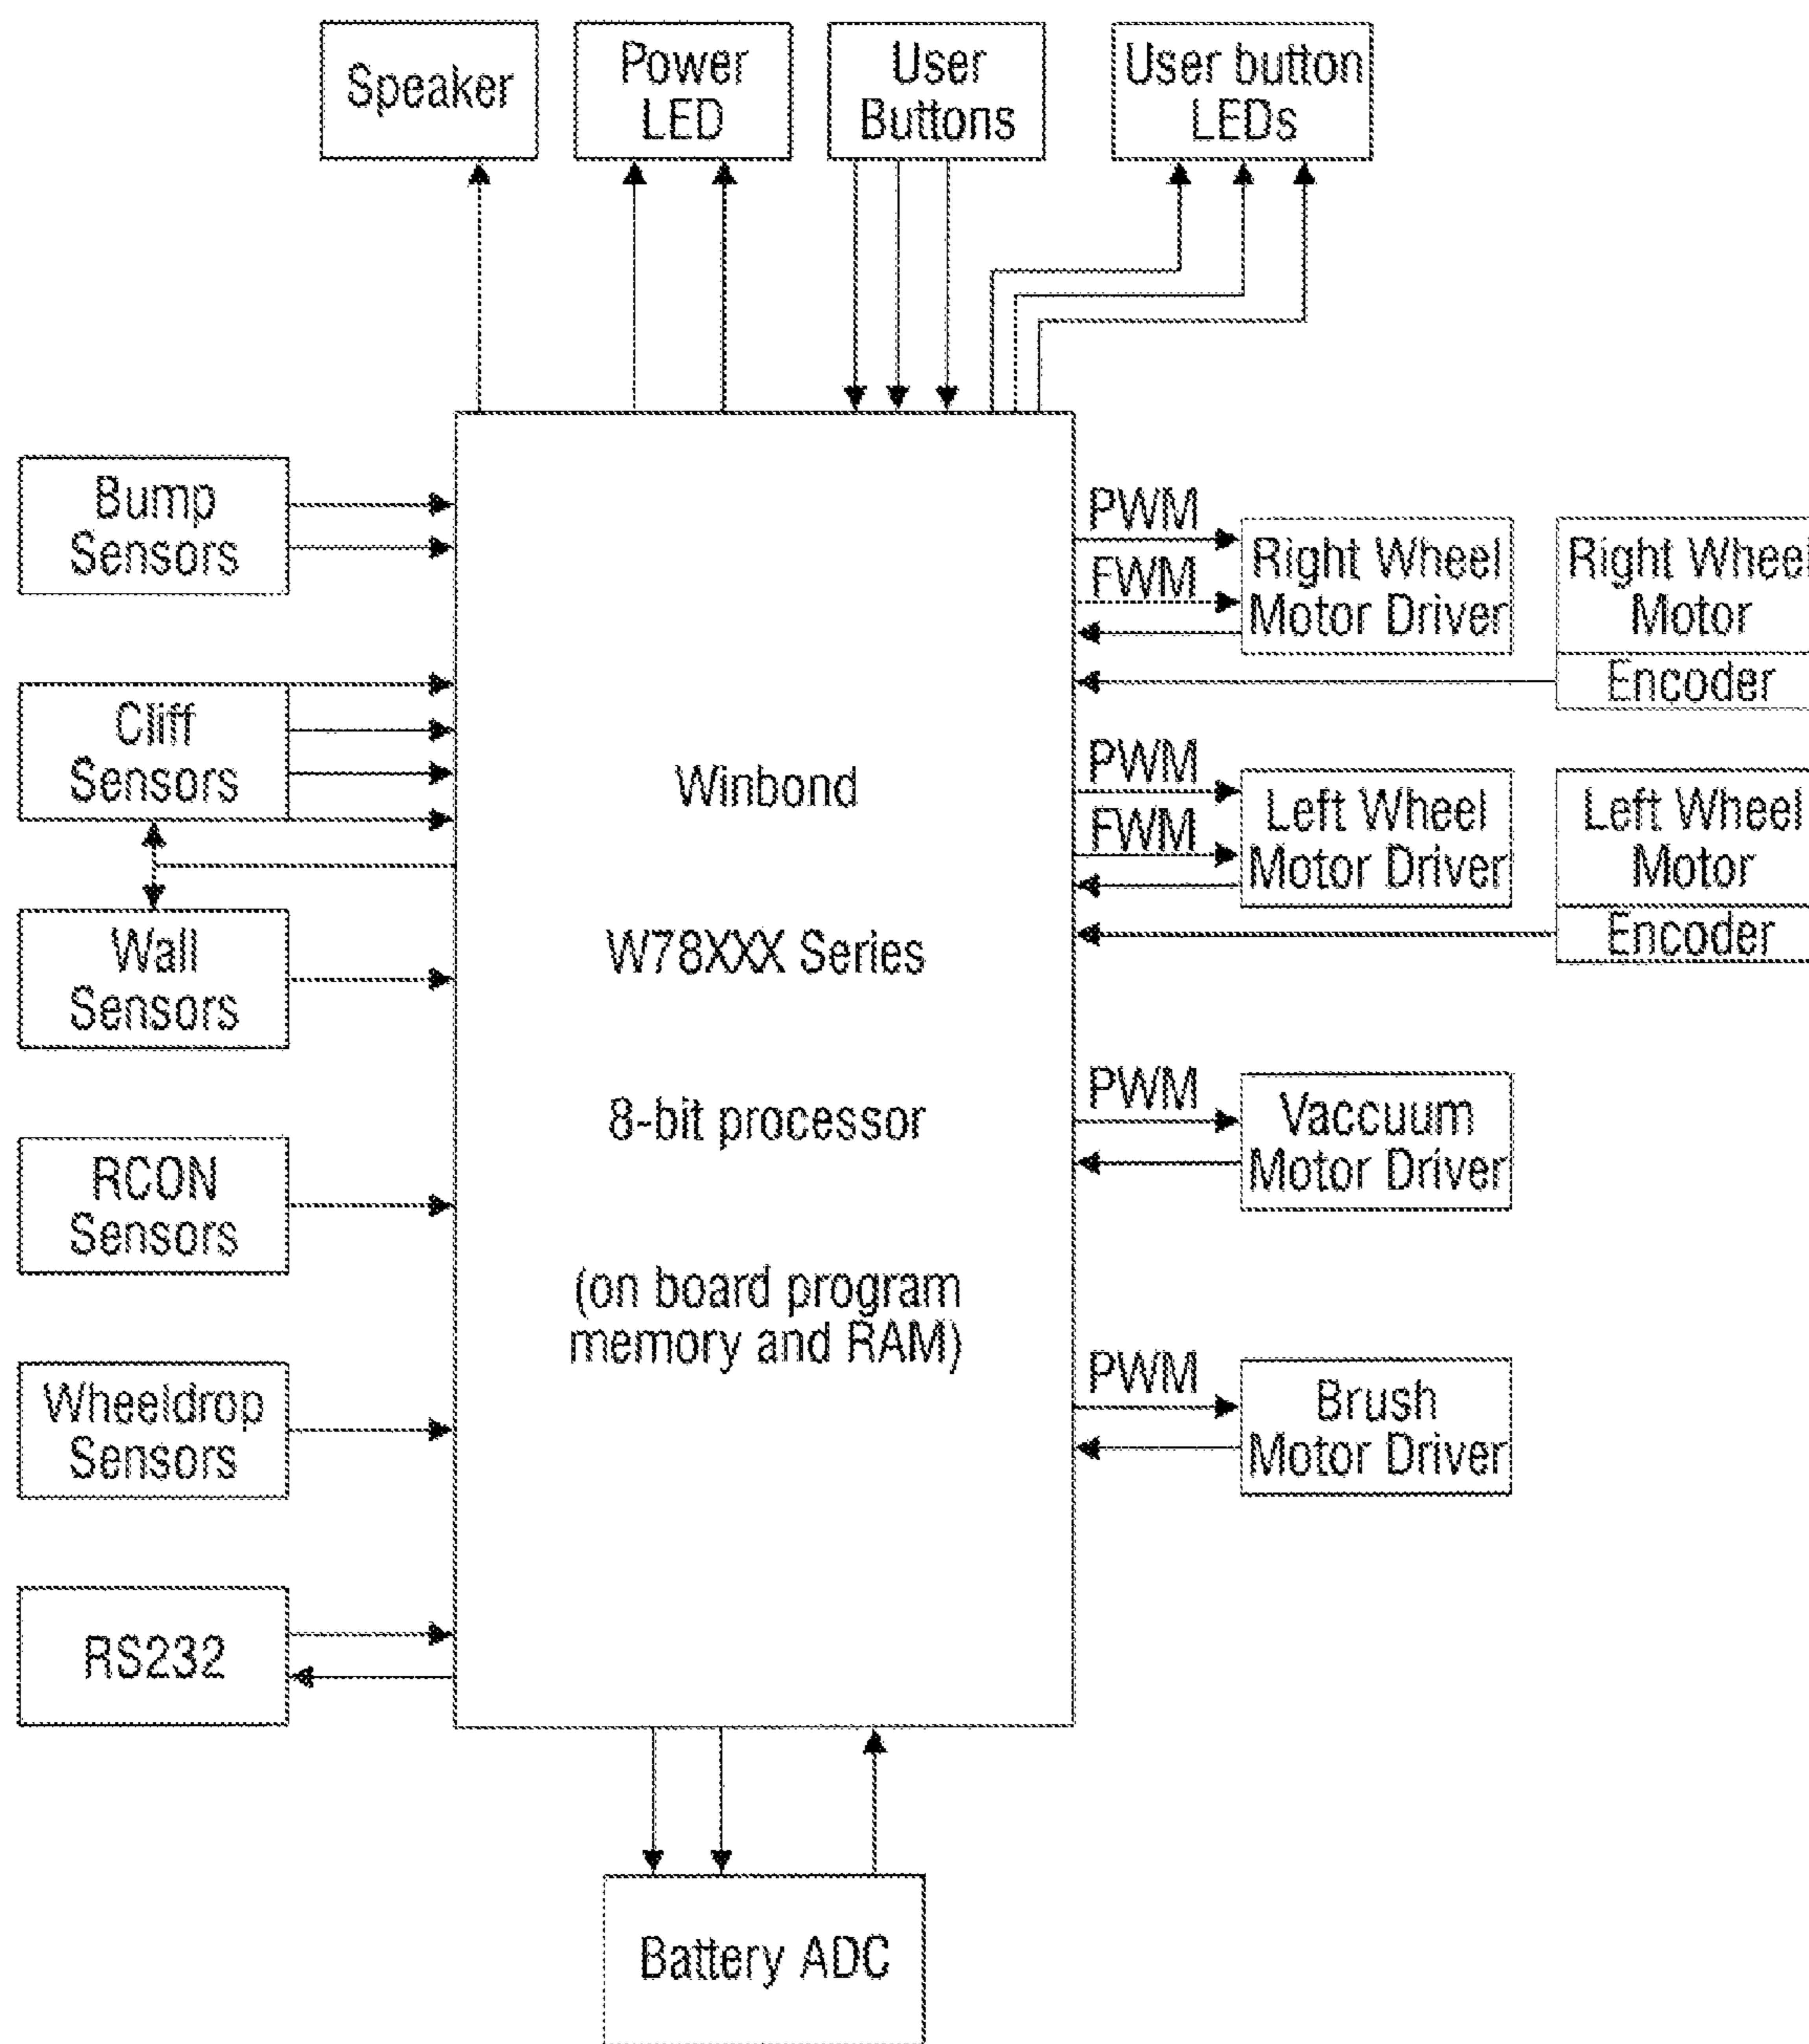 Speaker
Power
LED
User
Buttons
User button
LEDs
Bump
Sensors
Cliff
Sensors
Wall
Sensors
RCON
Sensors
Wheeldrop
Sensors
RS232
Winbond
W78XXX Series
8-bit processor
(on board program
memory and RAM)
PWM
FWM
Right Wheel
Motor Driver
Right Wheel
Motor
Encoder
PWM
FWM
Left Wheel
Motor Driver
Left Wheel
Motor
Encoder
PWM
Vaccuum
Motor Driver
PWM
Brush
Motor Driver
Battery ADC